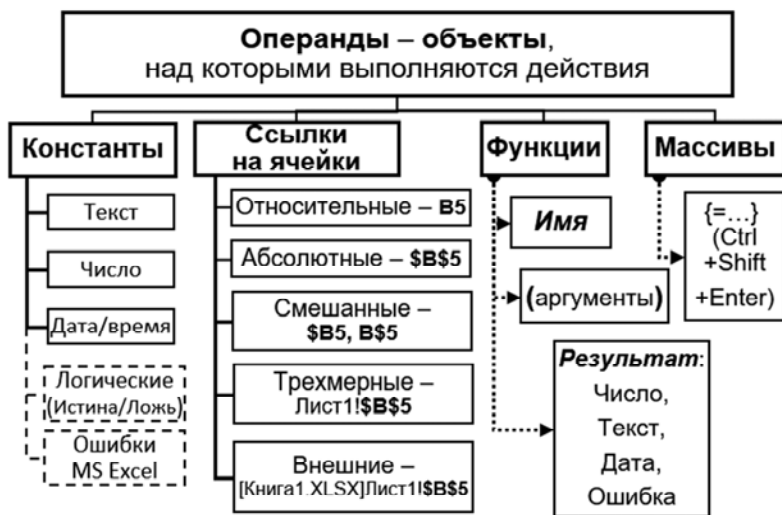 Операнды – объекты,
над которыми выполняются действия
Константы
Текст
Число
Дата/время
Логические
(Истина/Ложь)
Ошибки
MS Excel
Ссылки
на ячейки
Относительные – B5
Абсолютные – $B$5
Смешанные –
$B5, B$5
Трехмерные –
Лист1!$B$5
Внешние –
[Книга1.XLSX]Лист1!$B$5
Функции
Имя
(аргументы)
Результат:
Число,
Текст,
Дата,
Ошибка
Массивы
{=...}
(Ctrl
+Shift
+Enter)